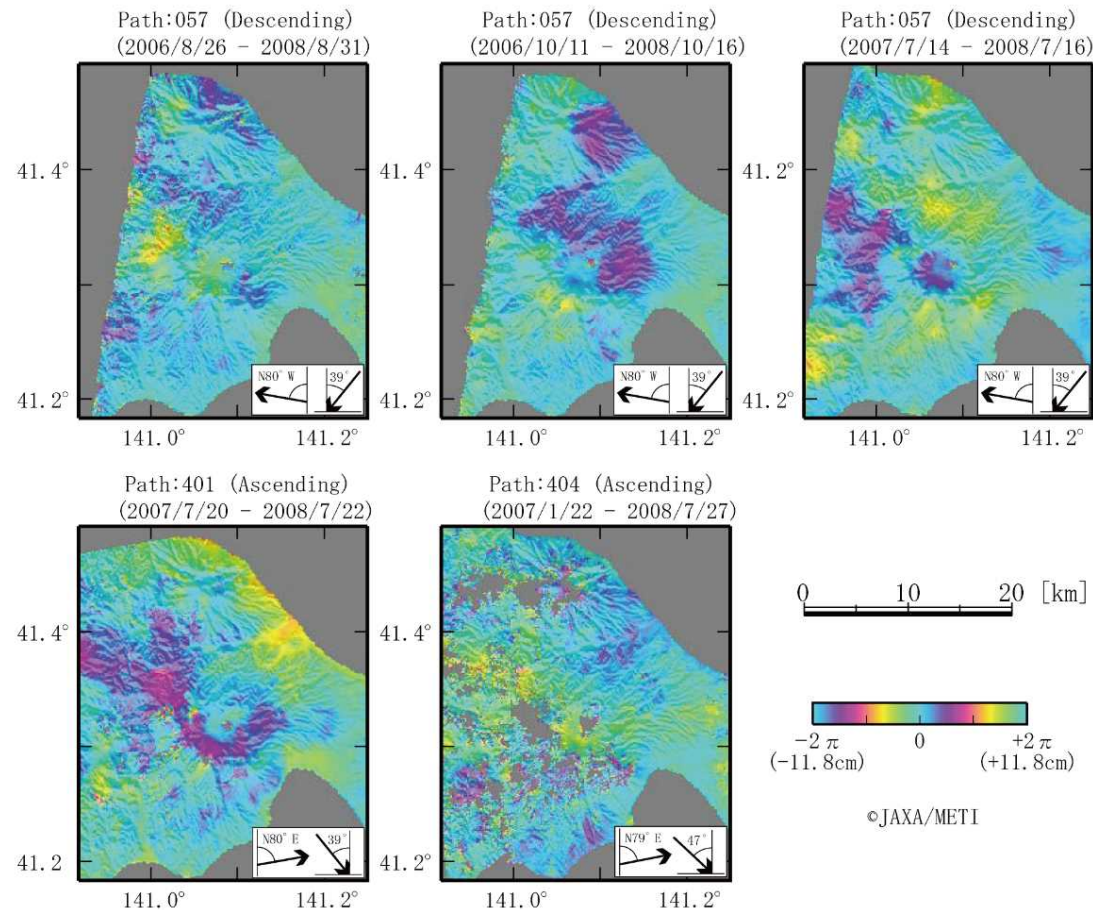 Path:057 (Descending)
(2006/8/26 - 2008/8/31)
Path:057 (Descending)
(2006/10/11 - 2008/10/16)
Path:057 (Descending)
(2007/7/14 - 2008/7/16)
41.4°
41.2°
141.0°
141.2°
N80° W
39°
41.4°
41.2°
141.0°
141.2°
N80° W
39°
41.2°
41.2°
141.0°
141.2°
N80° W
39°
Path:401 (Ascending)
(2007/7/20 - 2008/7/22)
Path:404 (Ascending)
(2007/1/22 - 2008/7/27)
41.4°
41.2°
141.0°
141.2°
N80° E
39°
41.4°
41.2°
141.0°
141.2°
N79° E
47°
0 10 20 [km]
-2π 0 +2π
(-11.8cm) (+11.8cm)
©JAXA/METI